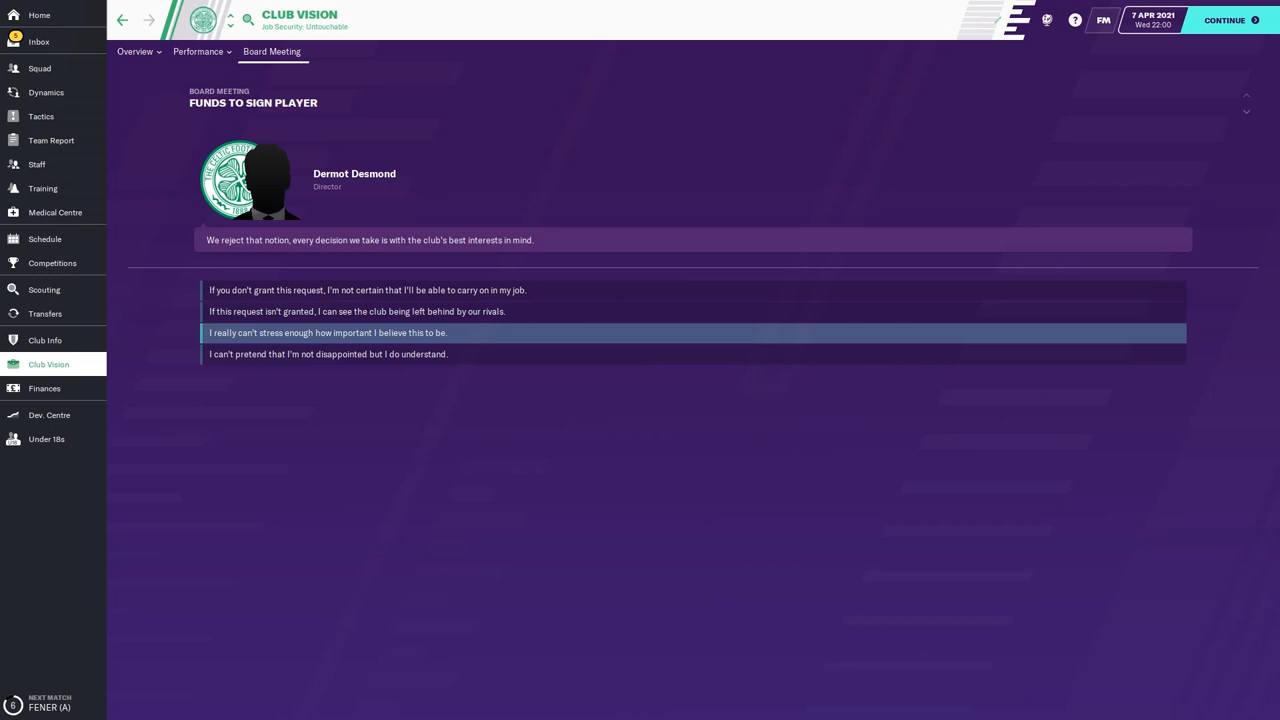 Home
5
Inbox
Squad
Dynamics
Tactics
Team Report
Staff
Training
Medical Centre
Schedule
Competitions
Scouting
Transfers
Club Info
Club Vision
Finances
Dev. Centre
Under 18s
6
NEXT MATCH
FENER (A)
CLUB VISION
Job Security: Untouchable
?
FM
7 APR 2021
Wed 22:00
CONTINUE
Overview
Performance
Board Meeting
BOARD MEETING
FUNDS TO SIGN PLAYER
THE CELTIC FOOT
188
Dermot Desmond
Director
We reject that notion, every decision we take is with the club's best interests in mind.
If you don't grant this request, I'm not certain that I'll be able to carry on in my job.
If this request isn't granted, I can see the club being left behind by our rivals.
I really can't stress enough how important I believe this to be.
I can't pretend that I'm not disappointed but I do understand.